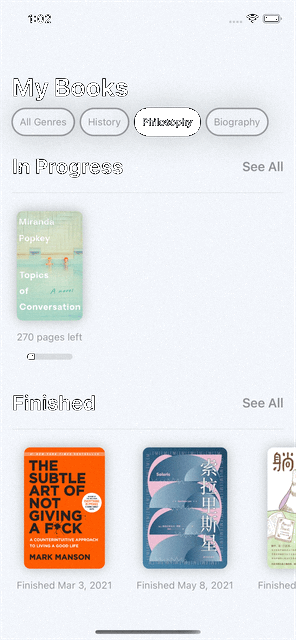 1:02
My Books
All Genres
History
Philosophy
Biography
In Progress
See All
Miranda
Popkey
Topics
of
A novel
Conversation
270 pages left
Finished
See All
THE
SUBTLE
ART OF
NOT
GIVING
A F*CK
A COUNTERINTUITIVE APPROACH
TO LIVING A GOOD LIFE
MARK MANSON
Solaris
索拉里斯星
躺
Finished Mar 3, 2021
Finished May 8, 2021
Finished